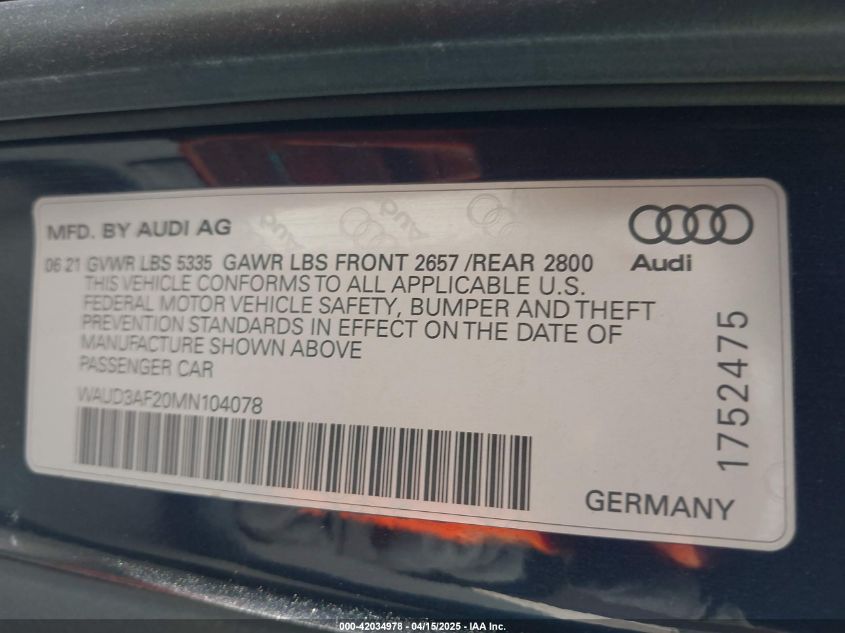 MFD. BY AUDI AG
Audi
06 21 GVWR LBS 5335 GAWR LBS FRONT 2657 /REAR 2800
THIS VEHICLE CONFORMS TO ALL APPLICABLE U.S.
FEDERAL MOTOR VEHICLE SAFETY, BUMPER AND THEFT
PREVENTION STANDARDS IN EFFECT ON THE DATE OF
MANUFACTURE SHOWN ABOVE
PASSENGER CAR
WAUD3AF20MN104078
1752475
GERMANY
000-42034978 - 04/15/2025 - IAA Inc.